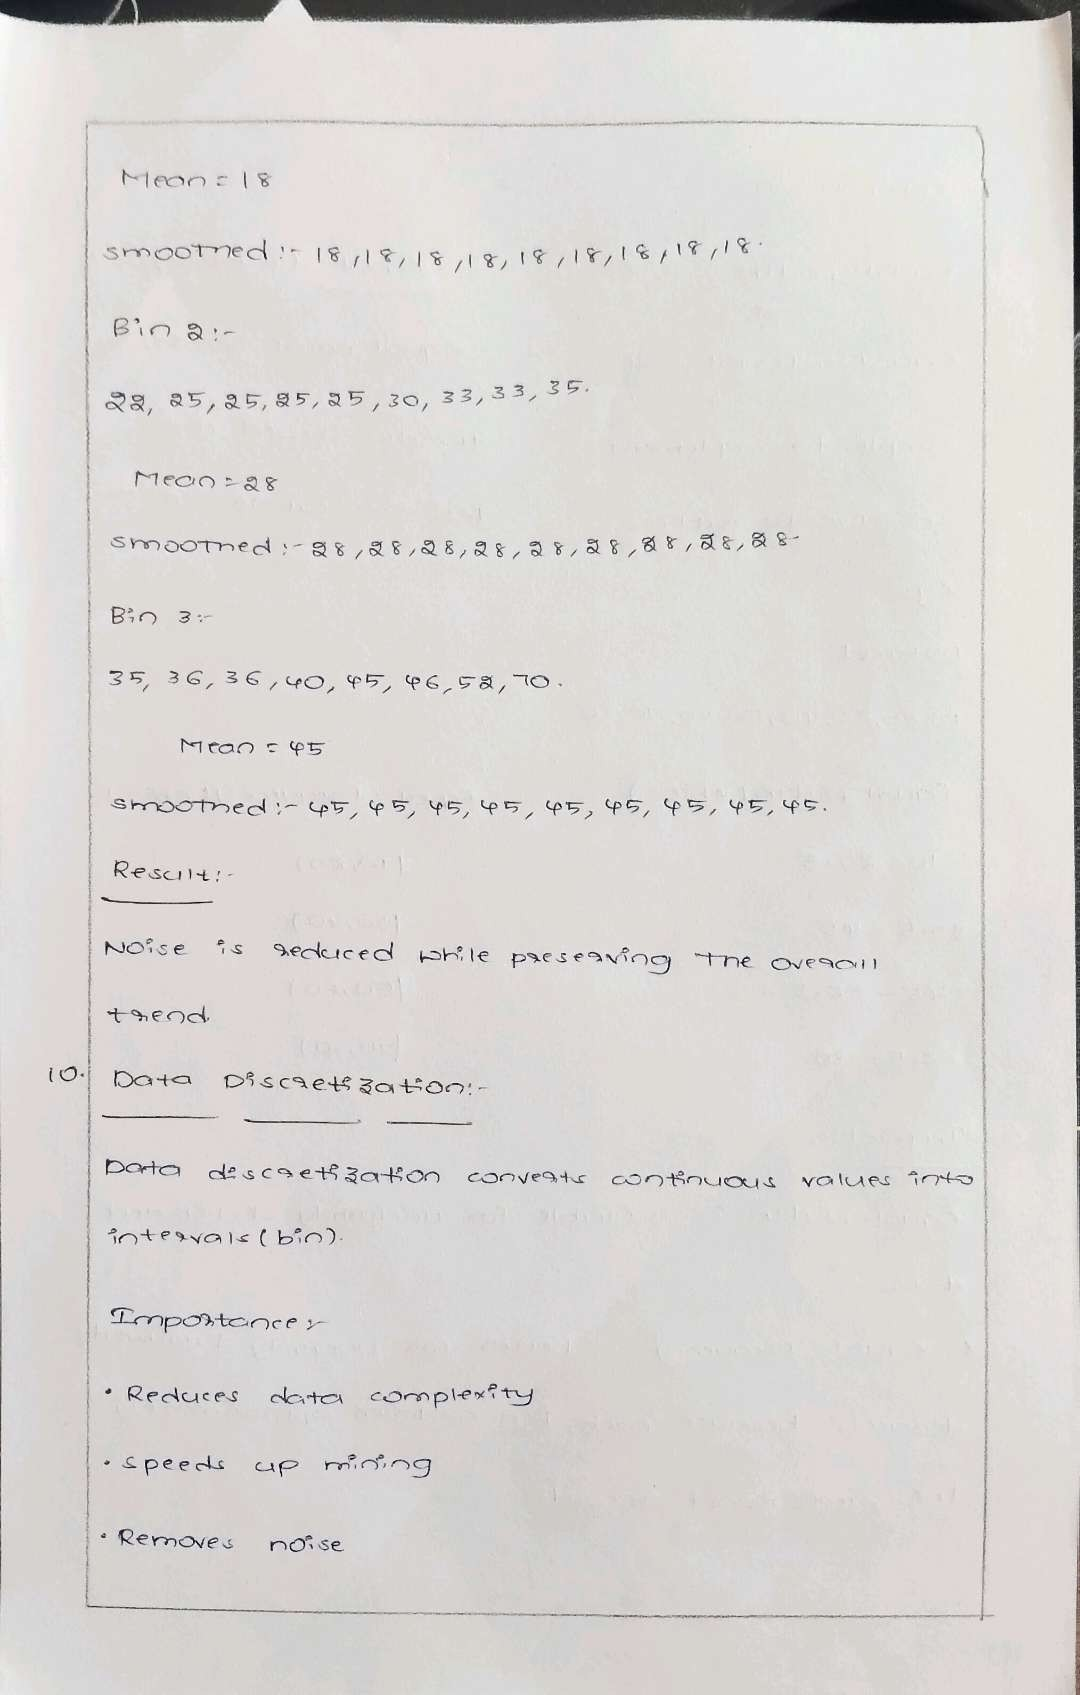 Mean = 18
smoothed :- 18, 18, 18, 18, 18, 18, 18, 18, 18.
Bin 2 :-
22, 25, 25, 25, 25, 30, 33, 33, 35.
Mean = 28
smoothed :- 28, 28, 28, 28, 28, 28, 28, 28, 28-
Bin 3 :-
35, 36, 36, 40, 45, 46, 52, 70.
Mean = 45
smoothed :- 45, 45, 45, 45, 45, 45, 45, 45, 45.
Result :-
Noise is reduced while preserving the overall
trend.
10. Data Discretization :-
Data discretization converts continuous values into
intervals (bin).
Importance :-
• Reduces data complexity
• speeds up mining
• Removes noise